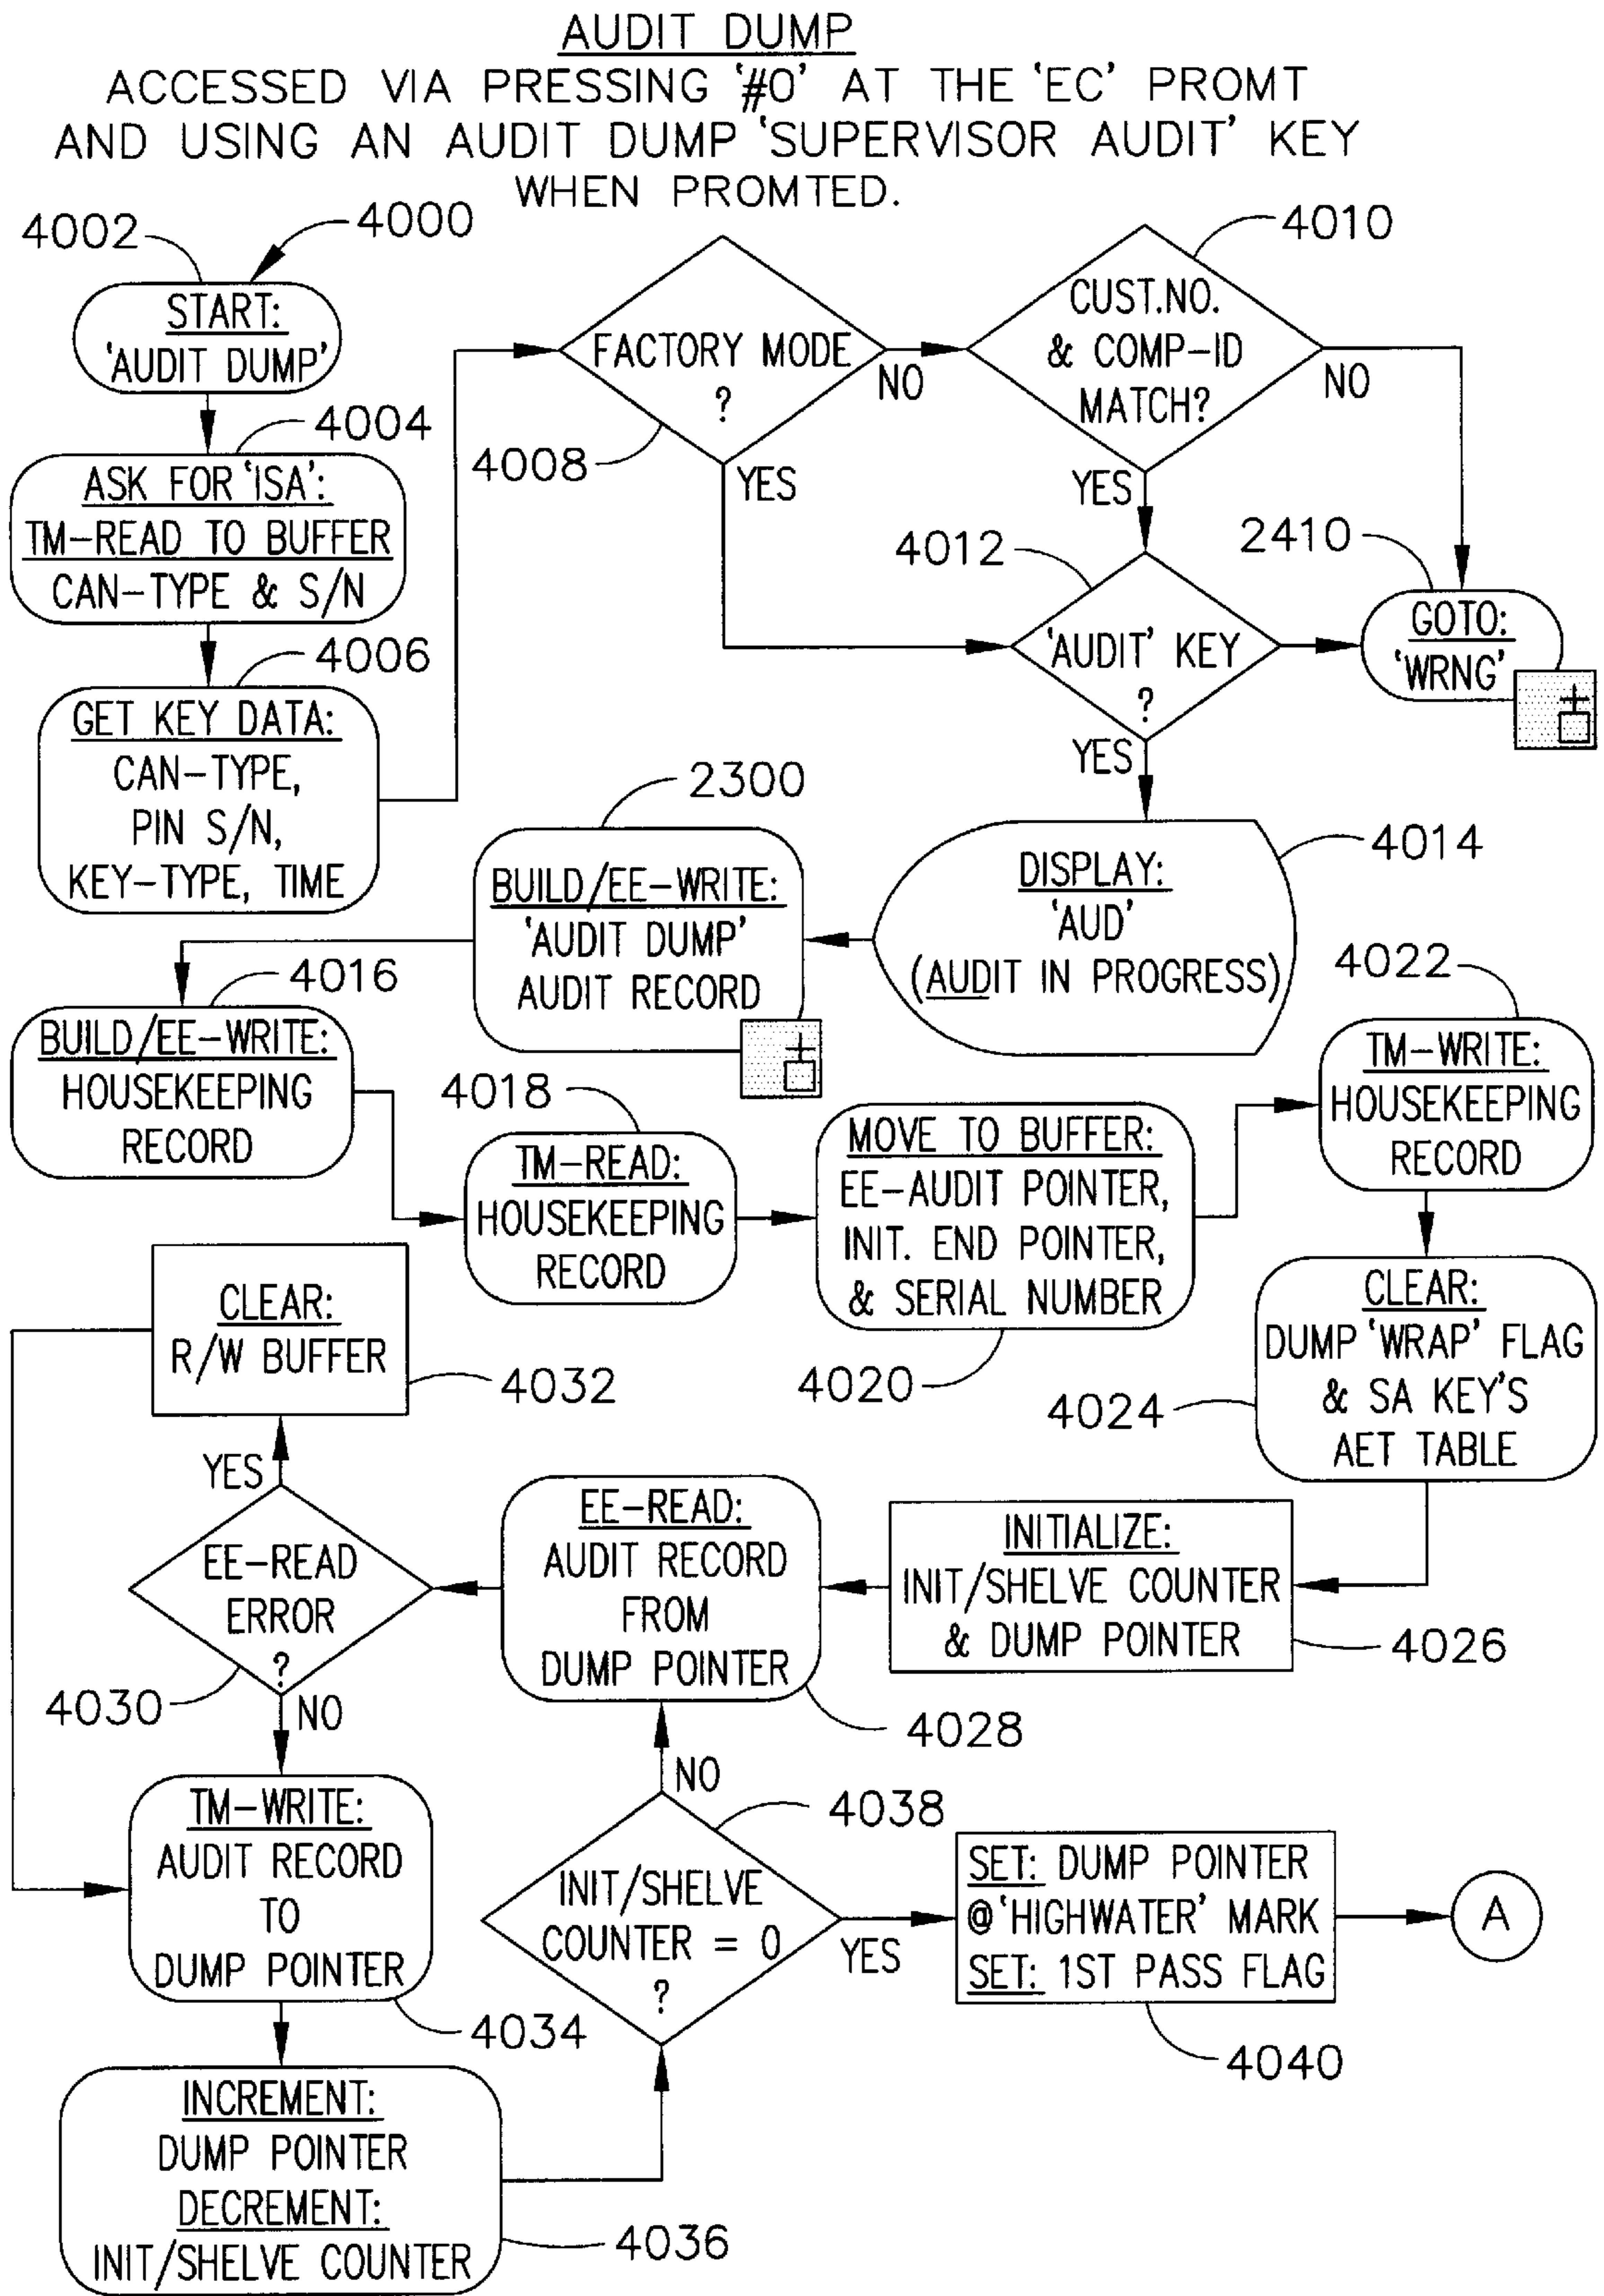 AUDIT DUMP
ACCESSED VIA PRESSING '#0' AT THE 'EC' PROMT
AND USING AN AUDIT DUMP 'SUPERVISOR AUDIT' KEY
WHEN PROMTED.
4002
4000
START:
'AUDIT DUMP'
4004
ASK FOR 'ISA':
TM-READ TO BUFFER
CAN-TYPE & S/N
4006
GET KEY DATA:
CAN-TYPE,
PIN S/N,
KEY-TYPE, TIME
FACTORY MODE
?
4008
NO
YES
4010
CUST.NO.
& COMP-ID
MATCH?
NO
YES
4012
'AUDIT' KEY
?
YES
2410
GOTO:
'WRNG'
4014
DISPLAY:
'AUD'
(AUDIT IN PROGRESS)
2300
BUILD/EE-WRITE:
'AUDIT DUMP'
AUDIT RECORD
4016
BUILD/EE-WRITE:
HOUSEKEEPING
RECORD
4018
TM-READ:
HOUSEKEEPING
RECORD
MOVE TO BUFFER:
EE-AUDIT POINTER,
INIT. END POINTER,
& SERIAL NUMBER
4020
4022
TM-WRITE:
HOUSEKEEPING
RECORD
CLEAR:
DUMP 'WRAP' FLAG
& SA KEY'S
AET TABLE
4024
INITIALIZE:
INIT/SHELVE COUNTER
& DUMP POINTER
4026
EE-READ:
AUDIT RECORD
FROM
DUMP POINTER
4028
EE-READ
ERROR
?
4030
YES
NO
CLEAR:
R/W BUFFER
4032
TM-WRITE:
AUDIT RECORD
TO
DUMP POINTER
4034
INCREMENT:
DUMP POINTER
DECREMENT:
INIT/SHELVE COUNTER
4036
NO
4038
INIT/SHELVE
COUNTER = 0
?
YES
SET: DUMP POINTER
@'HIGHWATER' MARK
SET: 1ST PASS FLAG
4040
A